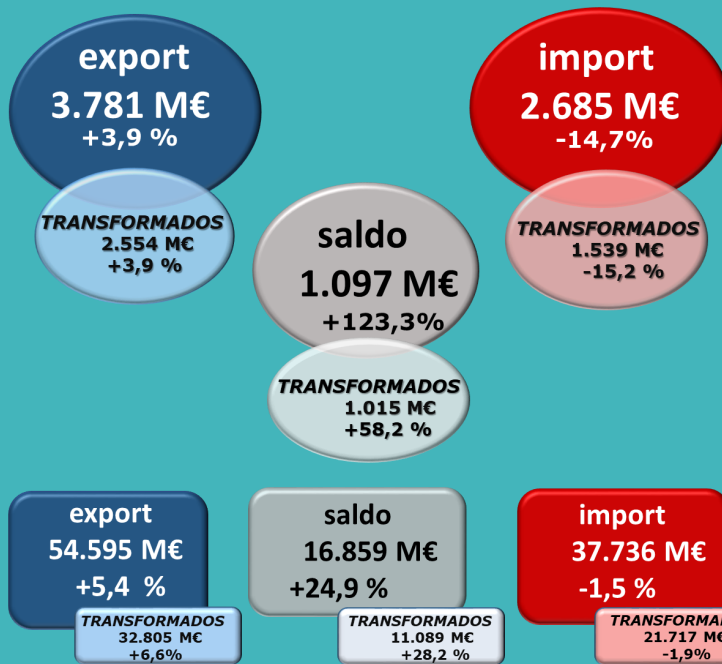 export
3.781 M€
+3,9 %
TRANSFORMADOS
2.554 M€
+3,9 %
saldo
1.097 M€
+123,3%
TRANSFORMADOS
1.015 M€
+58,2 %
import
2.685 M€
-14,7%
TRANSFORMADOS
1.539 M€
-15,2 %
export
54.595 M€
+5,4 %
TRANSFORMADOS
32.805 M€
+6,6%
saldo
16.859 M€
+24,9 %
TRANSFORMADOS
11.089 M€
+28,2 %
import
37.736 M€
-1,5 %
21.717 M€
-1,9%